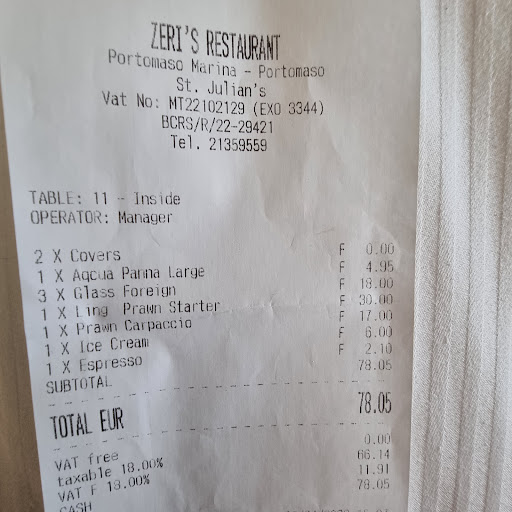 ZERI'S RESTAURANT
Portomaso Marina - Portomaso
St. Julian's
Vat No: MT22102129 (EXO 3344)
BCRS/R/22-29421
Tel. 21359559
TABLE: 11 - Inside
OPERATOR: Manager
2 X Covers F 0.00
1 X Aqcua Panna Large F 4.95
3 X Glass Foreign F 18.00
1 X Ling Prawn Starter F 30.00
1 X Prawn Carpaccio F 17.00
1 X Ice Cream F 6.00
1 X Espresso F 2.10
SUBTOTAL 78.05
TOTAL EUR 78.05
VAT free 0.00
taxable 18.00% 66.14
VAT F 18.00% 11.91
CASH 78.05